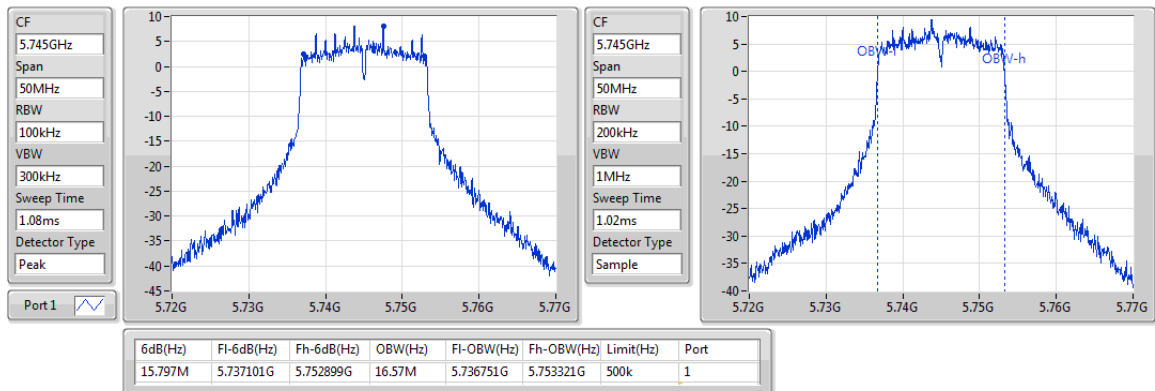 CF
5.745GHz
Span
50MHz
RBW
100kHz
VBW
300kHz
Sweep Time
1.08ms
Detector Type
Peak
Port 1
10
5
0
-5
-10
-15
-20
-25
-30
-35
-40
-45
5.72G 5.73G 5.74G 5.75G 5.76G 5.77G
CF
5.745GHz
Span
50MHz
RBW
200kHz
VBW
1MHz
Sweep Time
1.02ms
Detector Type
Sample
10
5
0
-5
-10
-15
-20
-25
-30
-35
-40
OBW-l
OBW-h
5.72G 5.73G 5.74G 5.75G 5.76G 5.77G
6dB(Hz) Fl-6dB(Hz) Fh-6dB(Hz) OBW(Hz) Fl-OBW(Hz) Fh-OBW(Hz) Limit(Hz) Port
15.797M 5.737101G 5.752899G 16.57M 5.736751G 5.753321G 500k 1